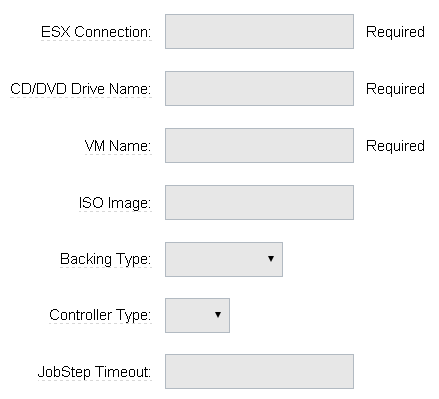 ESX Connection: Required
CD/DVD Drive Name: Required
VM Name: Required
ISO Image:
Backing Type:
Controller Type:
JobStep Timeout: